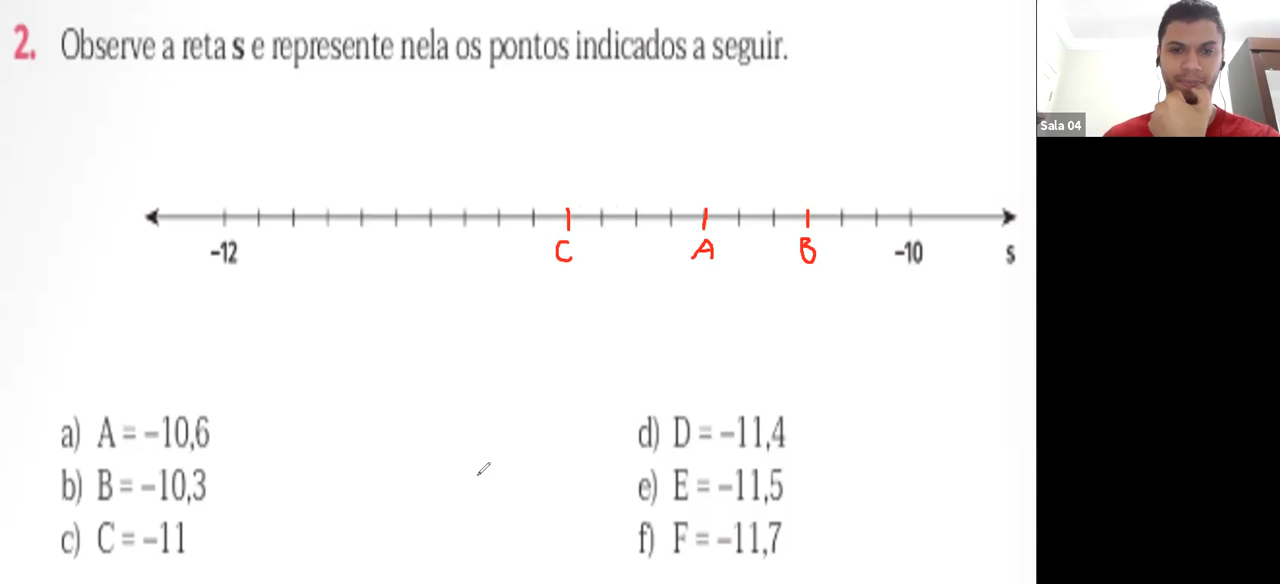 2. Observe a reta s e represente nela os pontos indicados a seguir.
Sala 04
-12 C A B -10 s
a) A = -10,6
b) B = -10,3
c) C = -11
d) D = -11,4
e) E = -11,5
f) F = -11,7